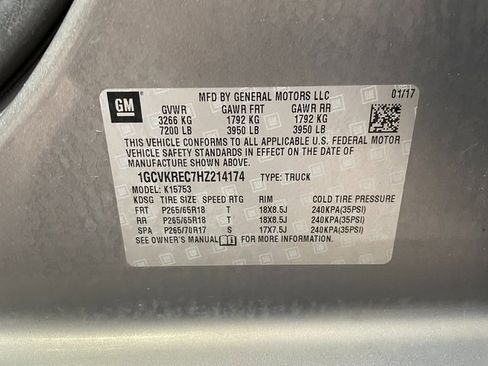 GM
MFD BY GENERAL MOTORS LLC
01/17
GVWR GAWR FRT GAWR RR
3266 KG 1792 KG 1792 KG
7200 LB 3950 LB 3950 LB
THIS VEHICLE CONFORMS TO ALL APPLICABLE U.S. FEDERAL MOTOR
VEHICLE SAFETY STANDARDS IN EFFECT ON THE DATE OF
MANUFACTURE SHOWN ABOVE.
1GCVKREC7HZ214174 TYPE: TRUCK
MODEL: K15753
KDSG TIRE SIZE SPEED RTG RIM COLD TIRE PRESSURE
FRT P265/65R18 T 18X8.5J 240KPA(35PSI)
RR P265/65R18 T 18X8.5J 240KPA(35PSI)
SPA P265/70R17 S 17X7.5J 240KPA(35PSI)
SEE OWNER'S MANUAL FOR MORE INFORMATION.